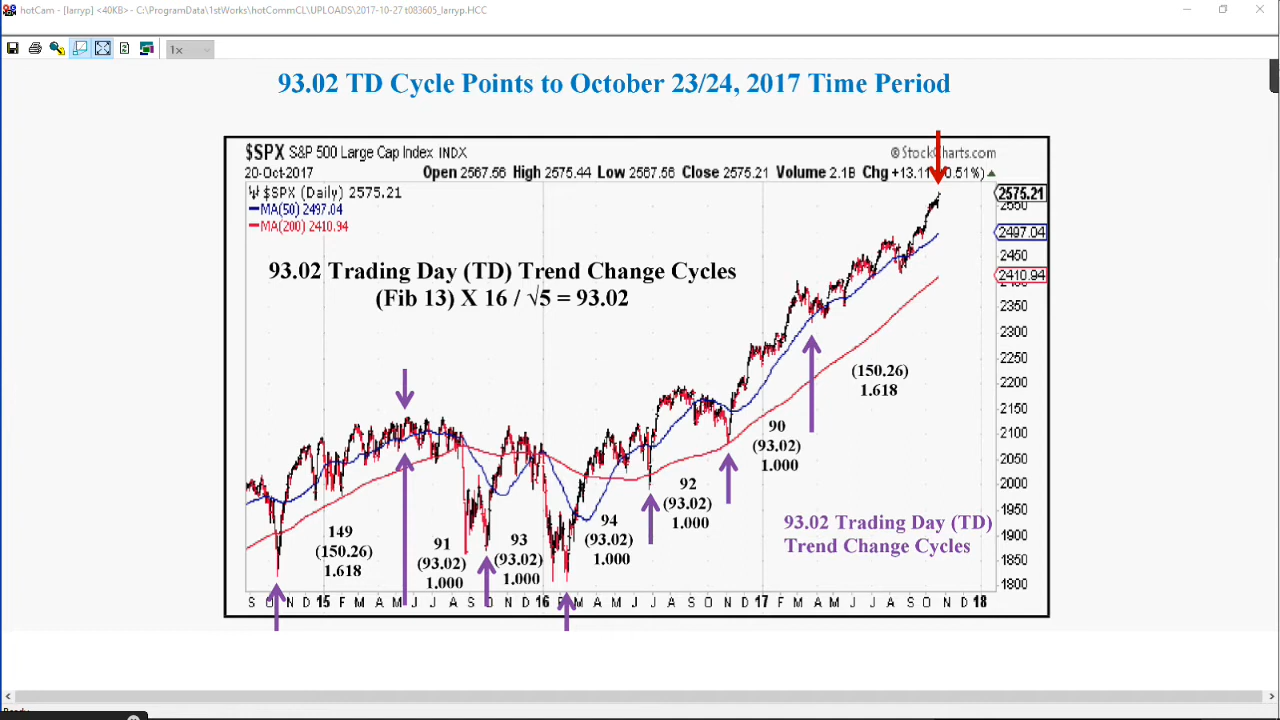 hotCam - [larryp] <40KB> - C:\ProgramData\1stWorks\hotCommCL\UPLOADS\2017-10-27 t083605_larryp.HCC
1x
93.02 TD Cycle Points to October 23/24, 2017 Time Period
$SPX S&P 500 Large Cap Index INDX
© StockCharts.com
20-Oct-2017
Open 2567.56 High 2575.44 Low 2567.56 Close 2575.21 Volume 2.1B Chg +13.11 (0.51%)
$SPX (Daily) 2575.21
MA(50) 2497.04
MA(200) 2410.94
93.02 Trading Day (TD) Trend Change Cycles
(Fib 13) X 16 / √5 = 93.02
2575.21
2550
2497.04
2450
2410.94
2400
2350
2300
2250
2200
2150
2100
2050
2000
1950
1900
1850
1800
149
(150.26)
1.618
91
(93.02)
1.000
93
(93.02)
1.000
94
(93.02)
1.000
92
(93.02)
1.000
90
(93.02)
1.000
(150.26)
1.618
93.02 Trading Day (TD)
Trend Change Cycles
S O N D 15 F M A M J J A S O N D 16 M A M J J A S O N D 17 F M A M J J A S O N D 18